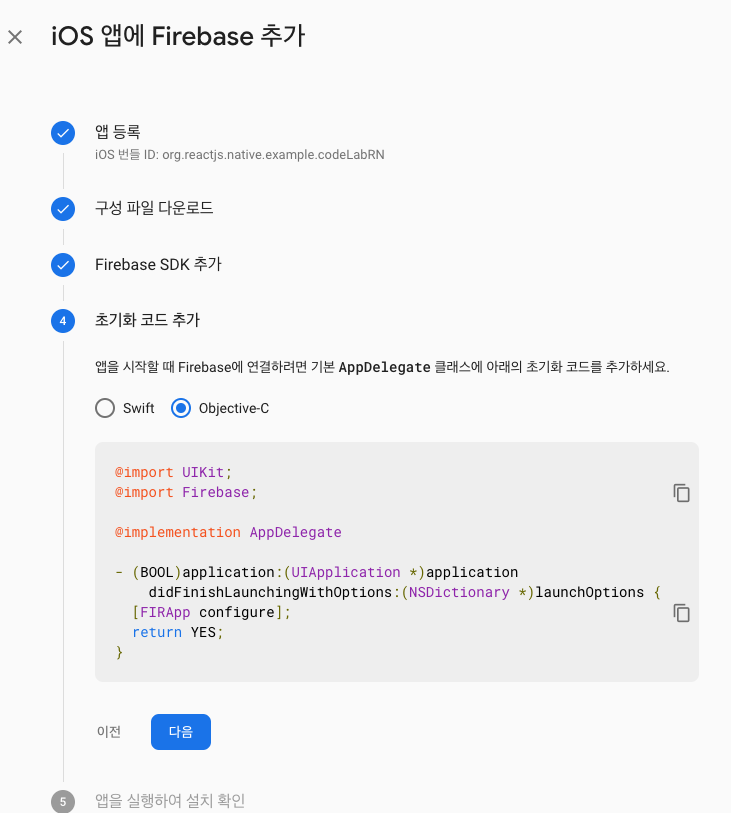 iOS 앱에 Firebase 추가
앱 등록
iOS 번들 ID: org.reactjs.native.example.codeLabRN
구성 파일 다운로드
Firebase SDK 추가
4 초기화 코드 추가
앱을 시작할 때 Firebase에 연결하려면 기본 AppDelegate 클래스에 아래의 초기화 코드를 추가하세요.
Swift Objective-C
@import UIKit;
@import Firebase;
@implementation AppDelegate
- (BOOL)application:(UIApplication *)application
didFinishLaunchingWithOptions:(NSDictionary *)launchOptions {
[FIRApp configure];
return YES;
}
이전 다음
5 앱을 실행하여 설치 확인